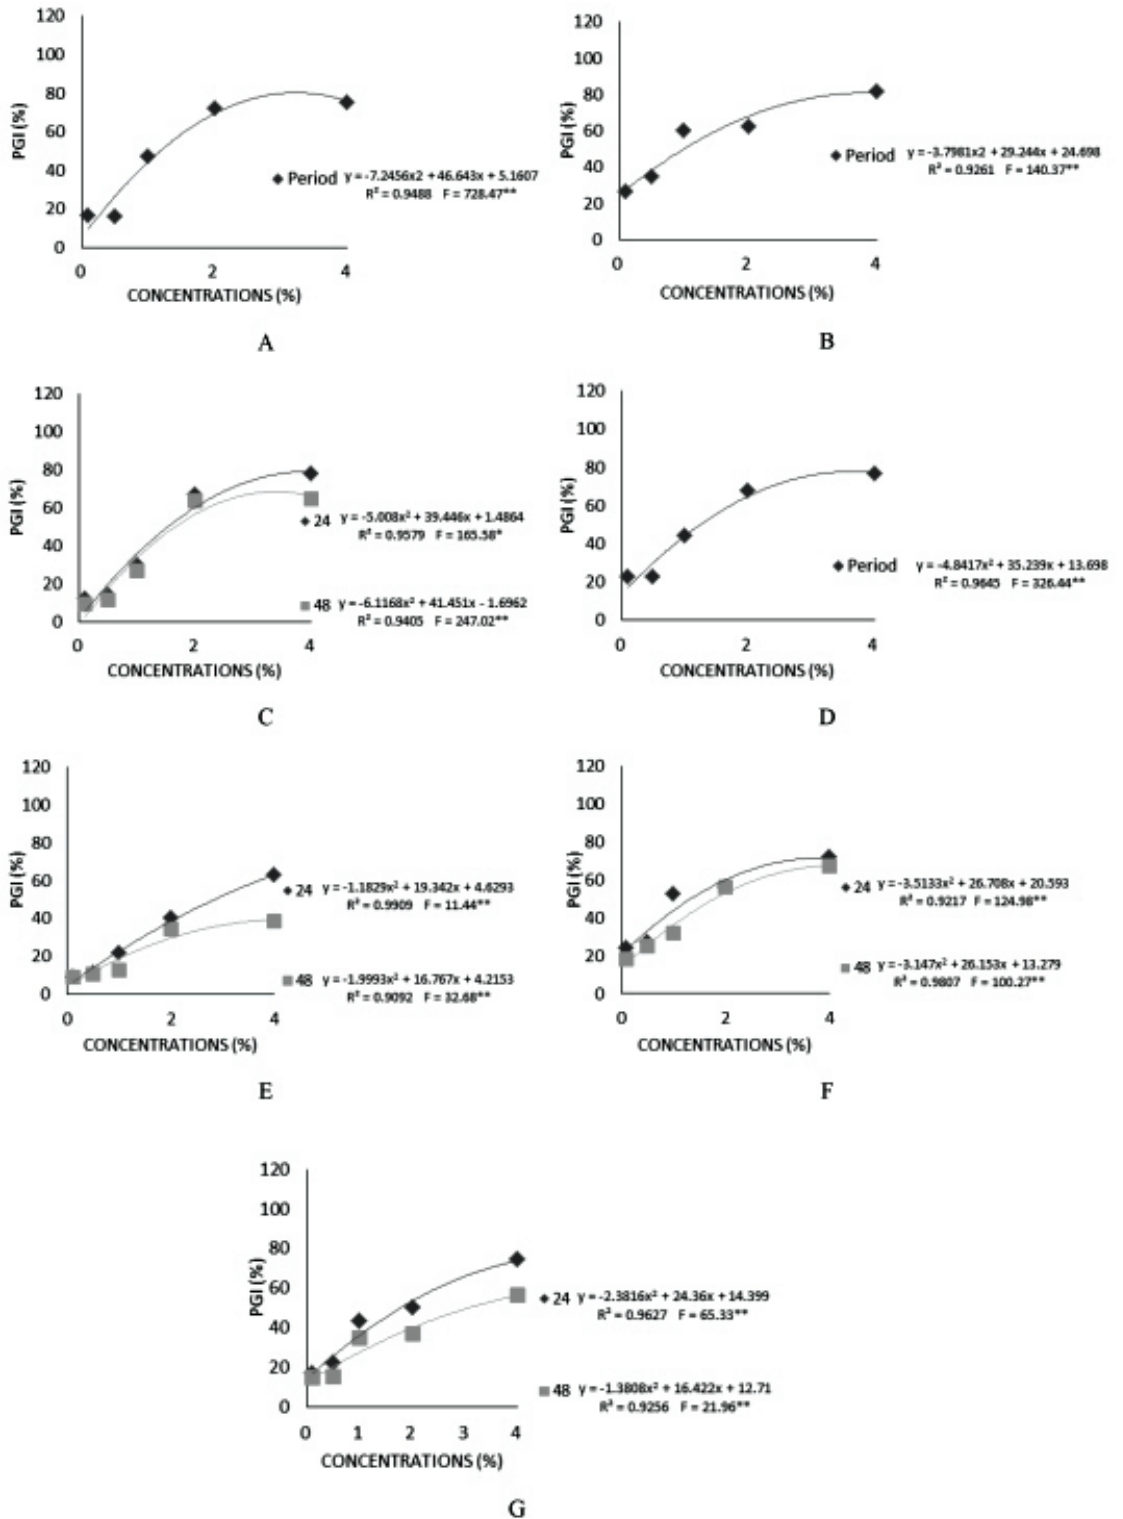 120
100
80
60
40
20
0
PGI (%)
0 2 4
CONCENTRATIONS (%)
Period y = -7.2456x2 + 46.643x + 5.1607
R² = 0.9488 F = 728.47**
A
120
100
80
60
40
20
0
PGI (%)
0 2 4
CONCENTRATIONS (%)
Period y = -3.7981x2 + 29.244x + 24.698
R² = 0.9261 F = 140.37**
B
120
100
80
60
40
20
0
PGI (%)
0 2 4
CONCENTRATIONS (%)
24 y = -5.008x² + 39.446x + 1.4864
R² = 0.9579 F = 165.58*
48 y = -6.1168x² + 41.451x - 1.6962
R² = 0.9405 F = 247.02**
C
120
100
80
60
40
20
0
PGI (%)
0 2 4
CONCENTRATIONS (%)
Period y = -4.8417x² + 35.239x + 13.698
R² = 0.9645 F = 326.44**
D
120
100
80
60
40
20
0
PGI (%)
0 2 4
CONCENTRATIONS (%)
24 y = -1.1829x² + 19.342x + 4.6293
R² = 0.9909 F = 11.44**
48 y = -1.9993x² + 16.767x + 4.2153
R² = 0.9092 F = 32.68**
E
120
100
80
60
40
20
0
PGI (%)
0 2 4
CONCENTRATIONS (%)
24 y = -3.5133x² + 26.708x + 20.593
R² = 0.9217 F = 124.98**
48 y = -3.147x² + 26.153x + 13.279
R² = 0.9807 F = 100.27**
F
120
100
80
60
40
20
0
PGI (%)
0 1 2 3 4
CONCENTRATIONS (%)
24 y = -2.3816x² + 24.36x + 14.399
R² = 0.9627 F = 65.33**
48 y = -1.3808x² + 16.422x + 12.71
R² = 0.9256 F = 21.96**
G